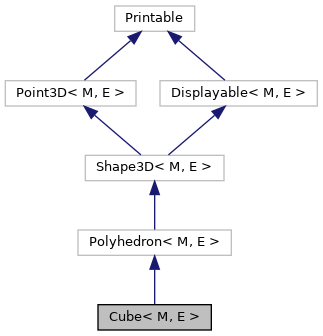 Printable
Point3D< M, E >
Displayable< M, E >
Shape3D< M, E >
Polyhedron< M, E >
Cube< M, E >